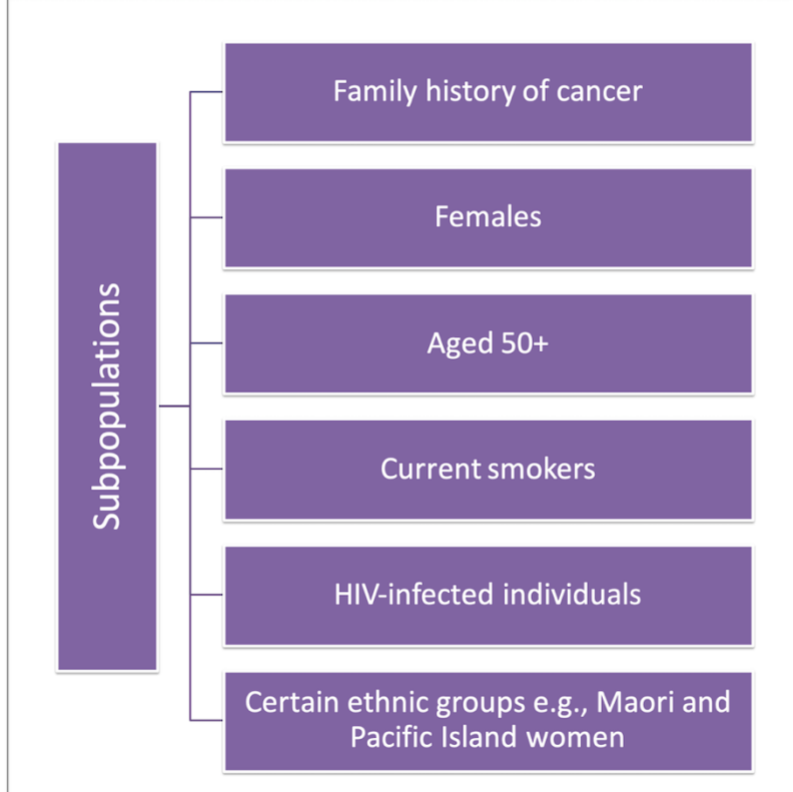 Subpopulations
Family history of cancer
Females
Aged 50+
Current smokers
HIV-infected individuals
Certain ethnic groups e.g., Maori and
Pacific Island women